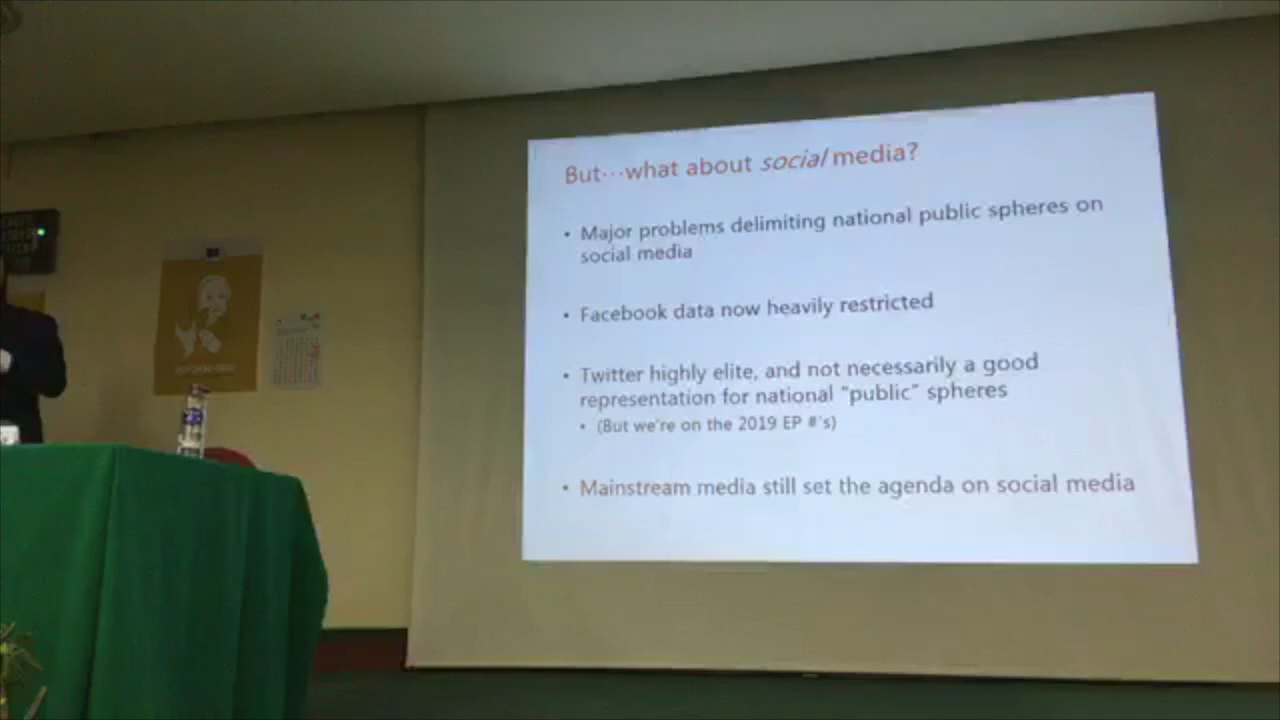 But…what about social media?
• Major problems delimiting national public spheres on
social media
• Facebook data now heavily restricted
• Twitter highly elite, and not necessarily a good
representation for national "public" spheres
• (But we're on the 2019 EP #'s)
• Mainstream media still set the agenda on social media